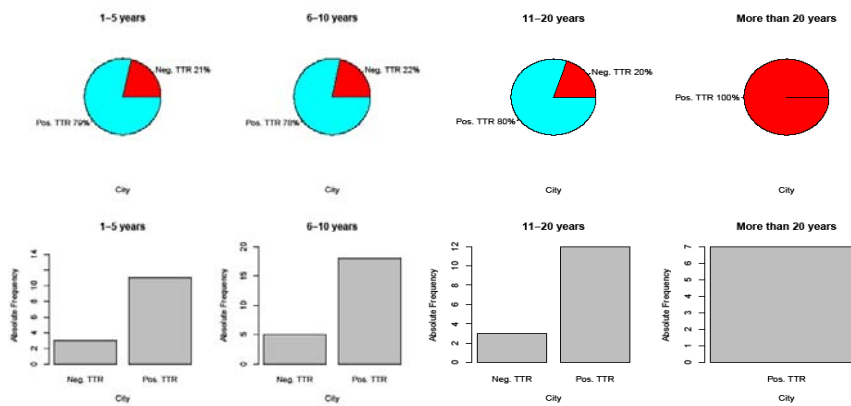 1–5 years
6–10 years
11–20 years
More than 20 years
Neg. TTR 21%
Pos. TTR 79%
Neg. TTR 22%
Pos. TTR 78%
Neg. TTR 20%
Pos. TTR 80%
Pos. TTR 100%
City
City
City
City
1–5 years
6–10 years
11–20 years
More than 20 years
Absolute Frequency
0 2 4 6 10 14
Neg. TTR
Pos. TTR
City
Absolute Frequency
0 5 10 15 20
Neg. TTR
Pos. TTR
City
Absolute Frequency
0 2 4 6 8 10 12
Neg. TTR
Pos. TTR
City
Absolute Frequency
0 1 2 3 4 5 6 7
Pos. TTR
City